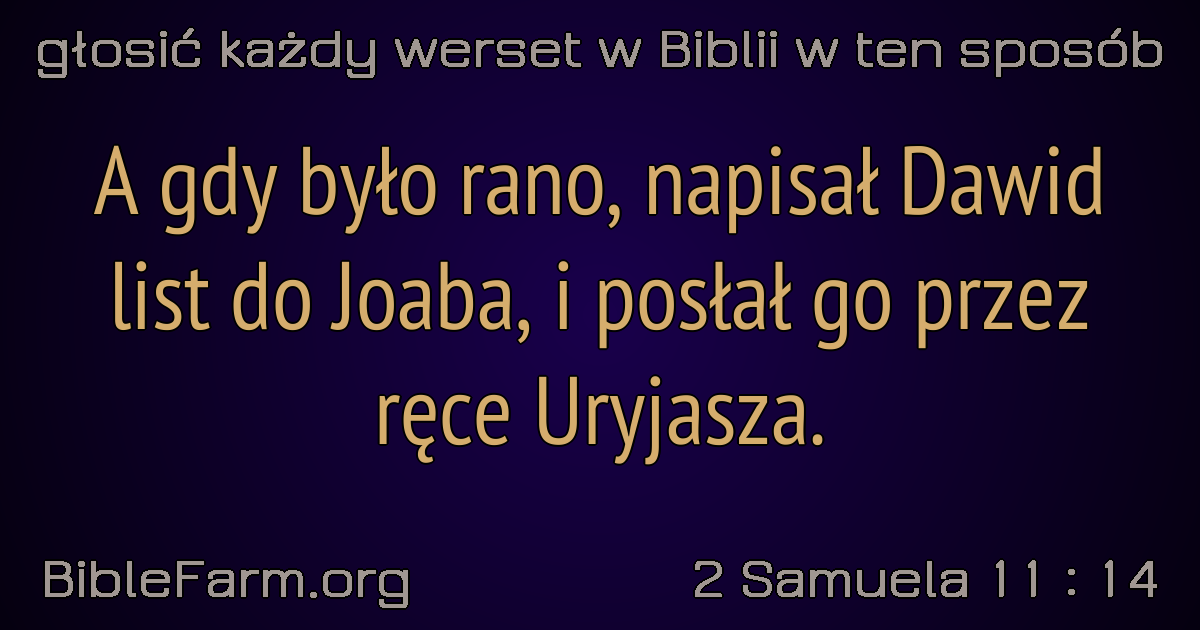 głosić każdy werset w Biblii w ten sposób
A gdy było rano, napisał Dawid
list do Joaba, i posłał go przez
ręce Uryjasza.
BibleFarm.org
2 Samuela 11 : 14